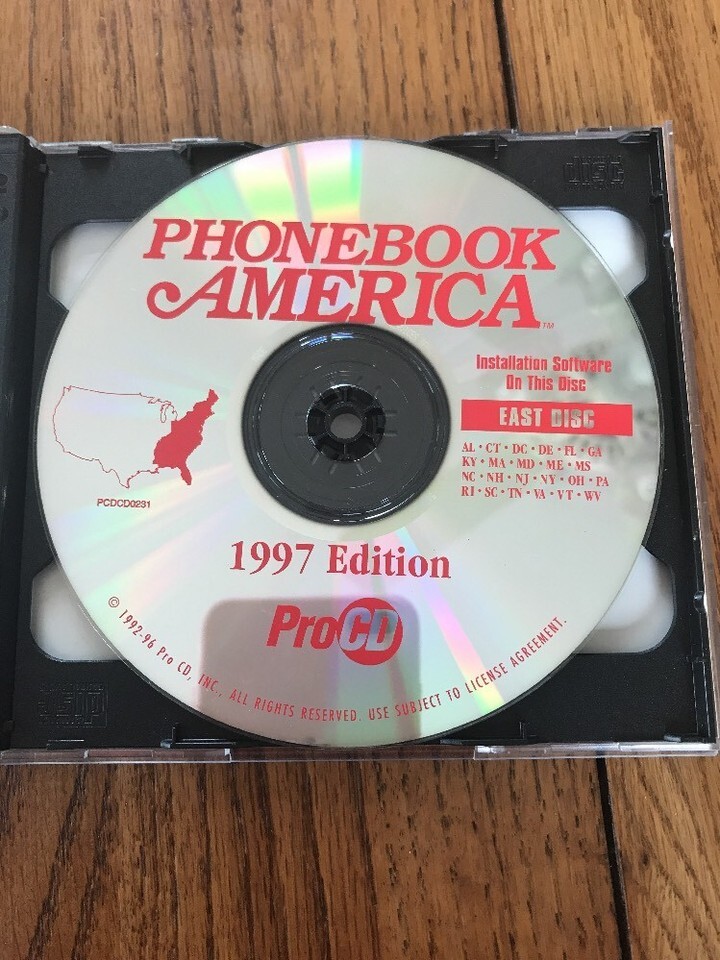 PHONEBOOK
AMERICA™
Installation Software
On This Disc
EAST DISC
AL • CT • DC • DE • FL • GA
KY • MA • MD • ME • MS
NC • NH • NJ • NY • OH • PA
RI • SC • TN • VA • VT • WV
PCDCD0231
1997 Edition
ProCD
© 1992-96 Pro CD, INC., ALL RIGHTS RESERVED. USE SUBJECT TO LICENSE AGREEMENT.
disc